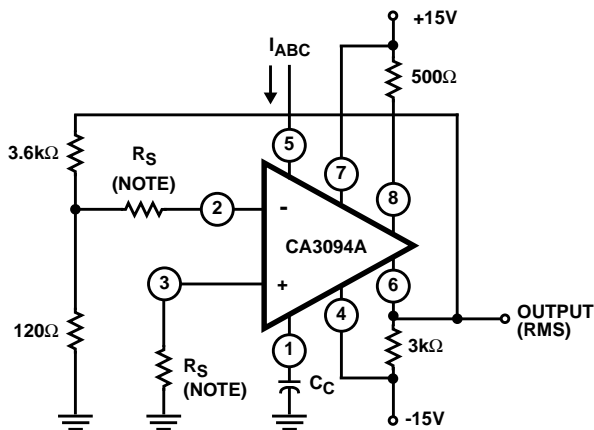 +15V
I_ABC
500Ω
3.6kΩ
R_S
(NOTE)
5
7
8
2
-
CA3094A
3
+
6
4
OUTPUT
(RMS)
120Ω
1
3kΩ
R_S
(NOTE)
C_C
-15V